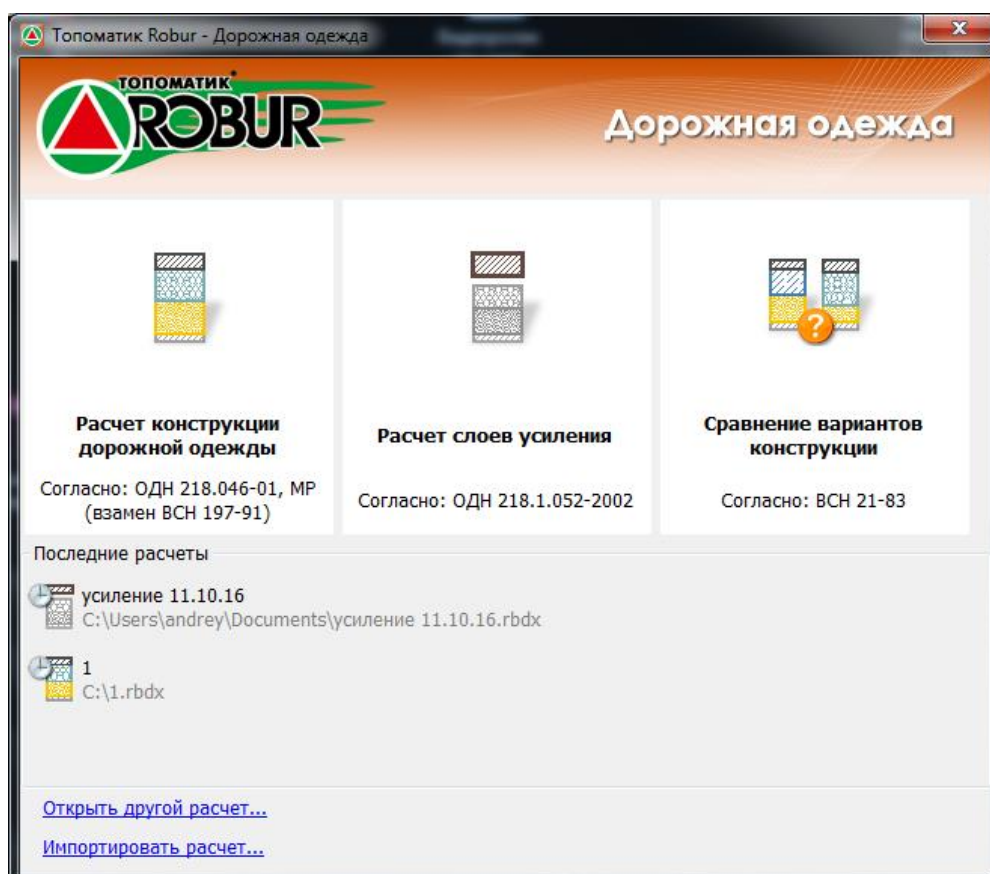 Топоматик Robur - Дорожная одежда
ТОПОМАТИК
ROBUR
Дорожная одежда
Расчет конструкции
дорожной одежды
Согласно: ОДН 218.046-01, МР
(взамен ВСН 197-91)
Расчет слоев усиления
Согласно: ОДН 218.1.052-2002
Сравнение вариантов
конструкции
Согласно: ВСН 21-83
Последние расчеты
усиление 11.10.16
C:\Users\andrey\Documents\усиление 11.10.16.rbdx
1
C:\1.rbdx
Открыть другой расчет...
Импортировать расчет...